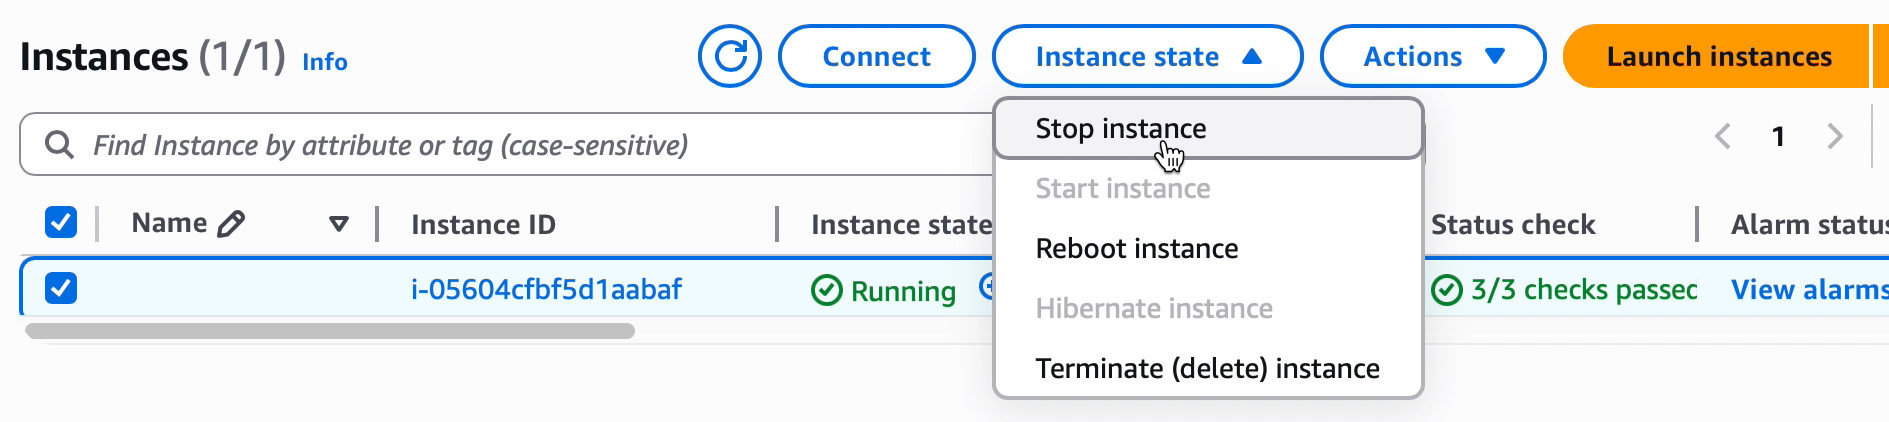 Instances (1/1) Info Connect Instance state Actions Launch instances
Find Instance by attribute or tag (case-sensitive) 1
Stop instance
Start instance
Reboot instance
Hibernate instance
Terminate (delete) instance
Name Instance ID Instance state Status check Alarm status
i-05604cfbf5d1aabaf Running 3/3 checks passed View alarms